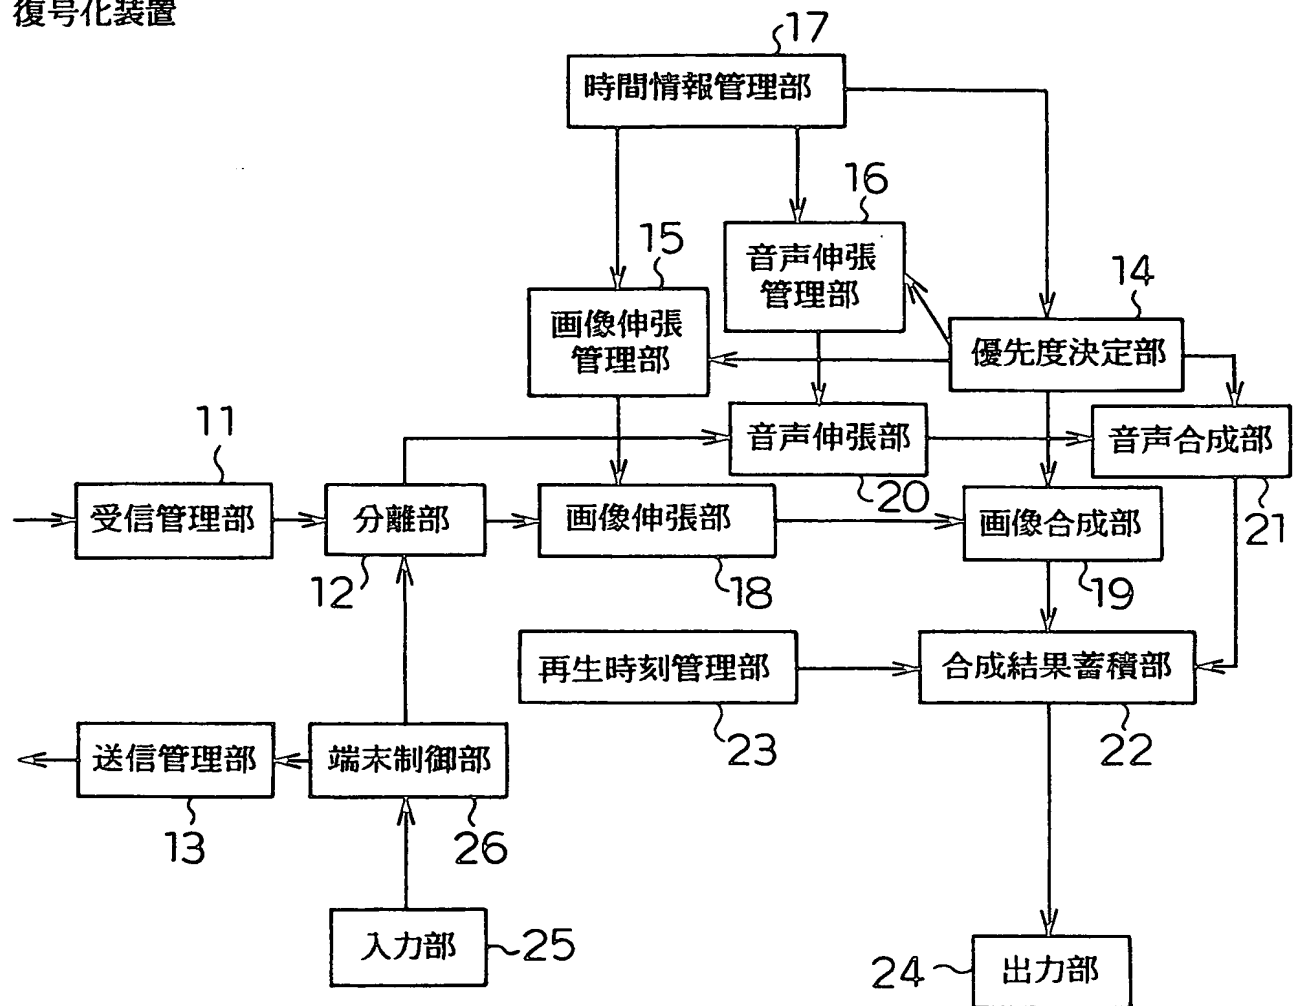 復号化装置
17
時間情報管理部
16
音声伸張
管理部
15
画像伸張
管理部
14
優先度決定部
11
受信管理部
分離部
12
音声伸張部
20
音声合成部
21
画像伸張部
18
画像合成部
19
再生時刻管理部
23
合成結果蓄積部
22
送信管理部
13
端末制御部
26
入力部
25
24
出力部